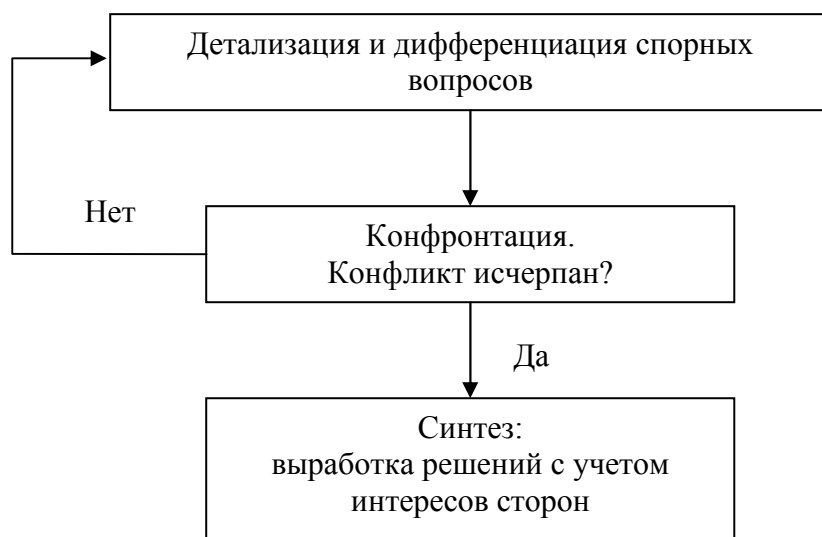 Детализация и дифференциация спорных
вопросов
Нет
Конфронтация.
Конфликт исчерпан?
Да
Синтез:
выработка решений с учетом
интересов сторон